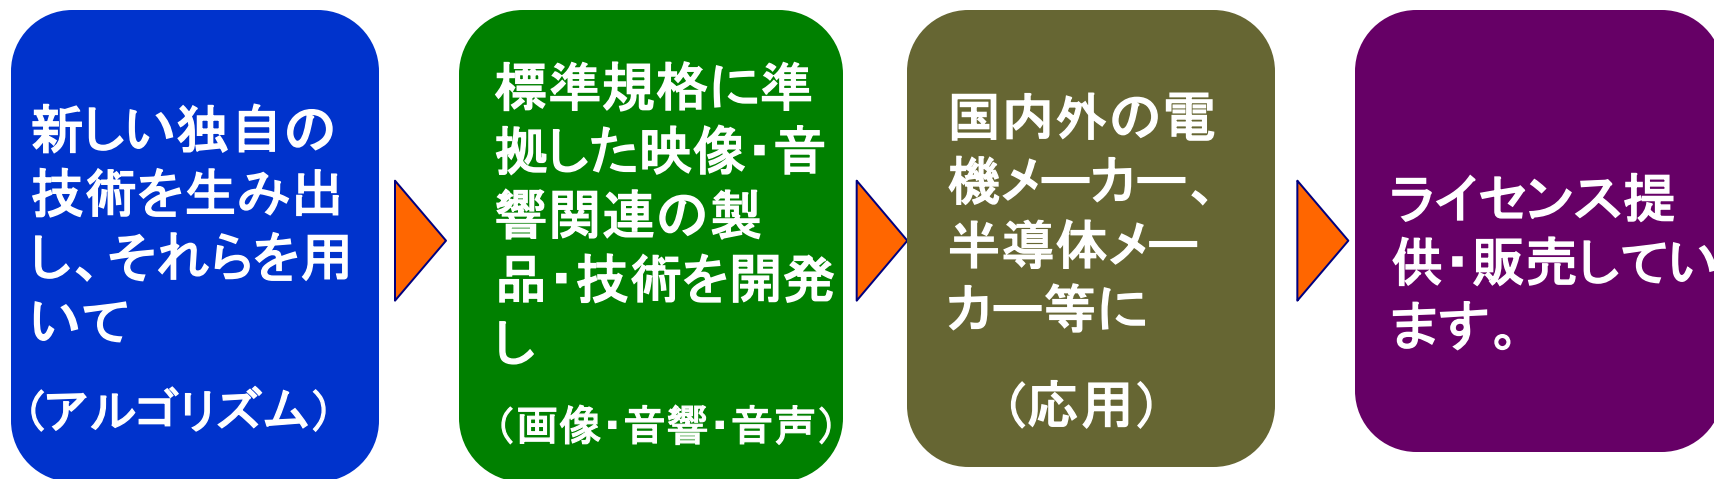 新しい独自の
技術を生み出
し、それらを用
いて
（アルゴリズム）
標準規格に準
拠した映像・音
響関連の製
品・技術を開発
し
（画像・音響・音声）
国内外の電
機メーカー、
半導体メー
カー等に
（応用）
ライセンス提
供・販売してい
ます。